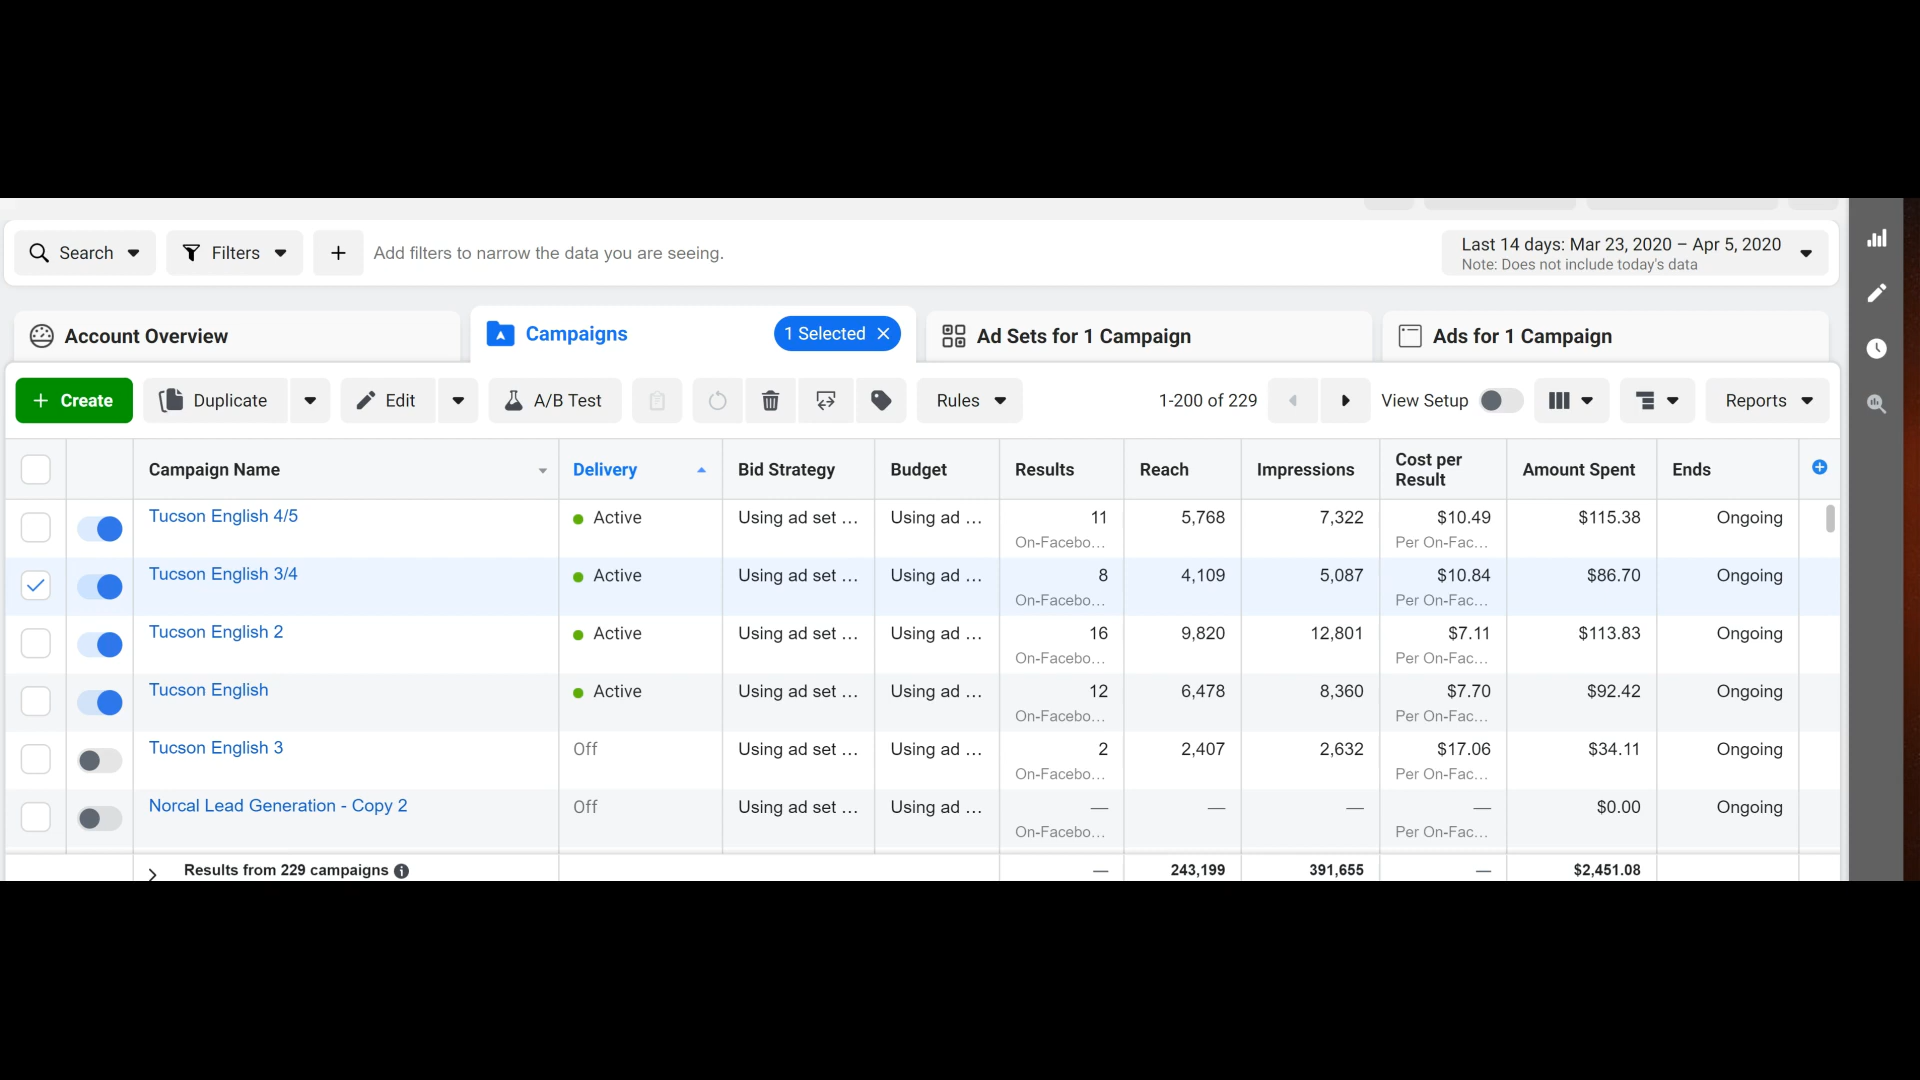 Search
Filters
Add filters to narrow the data you are seeing.
Last 14 days: Mar 23, 2020 – Apr 5, 2020
Note: Does not include today's data
Account Overview
Campaigns
1 Selected
Ad Sets for 1 Campaign
Ads for 1 Campaign
+ Create
Duplicate
Edit
A/B Test
Rules
1-200 of 229
View Setup
Reports
Campaign Name Delivery Bid Strategy Budget Results Reach Impressions Cost per Result Amount Spent Ends
Tucson English 4/5 Active Using ad set ... Using ad ... 11 5,768 7,322 $10.49 $115.38 Ongoing
On-Facebo... Per On-Fac...
Tucson English 3/4 Active Using ad set ... Using ad ... 8 4,109 5,087 $10.84 $86.70 Ongoing
On-Facebo... Per On-Fac...
Tucson English 2 Active Using ad set ... Using ad ... 16 9,820 12,801 $7.11 $113.83 Ongoing
On-Facebo... Per On-Fac...
Tucson English Active Using ad set ... Using ad ... 12 6,478 8,360 $7.70 $92.42 Ongoing
On-Facebo... Per On-Fac...
Tucson English 3 Off Using ad set ... Using ad ... 2 2,407 2,632 $17.06 $34.11 Ongoing
On-Facebo... Per On-Fac...
Norcal Lead Generation - Copy 2 Off Using ad set ... Using ad ... — — — — $0.00 Ongoing
On-Facebo... Per On-Fac...
Results from 229 campaigns — 243,199 391,655 — $2,451.08